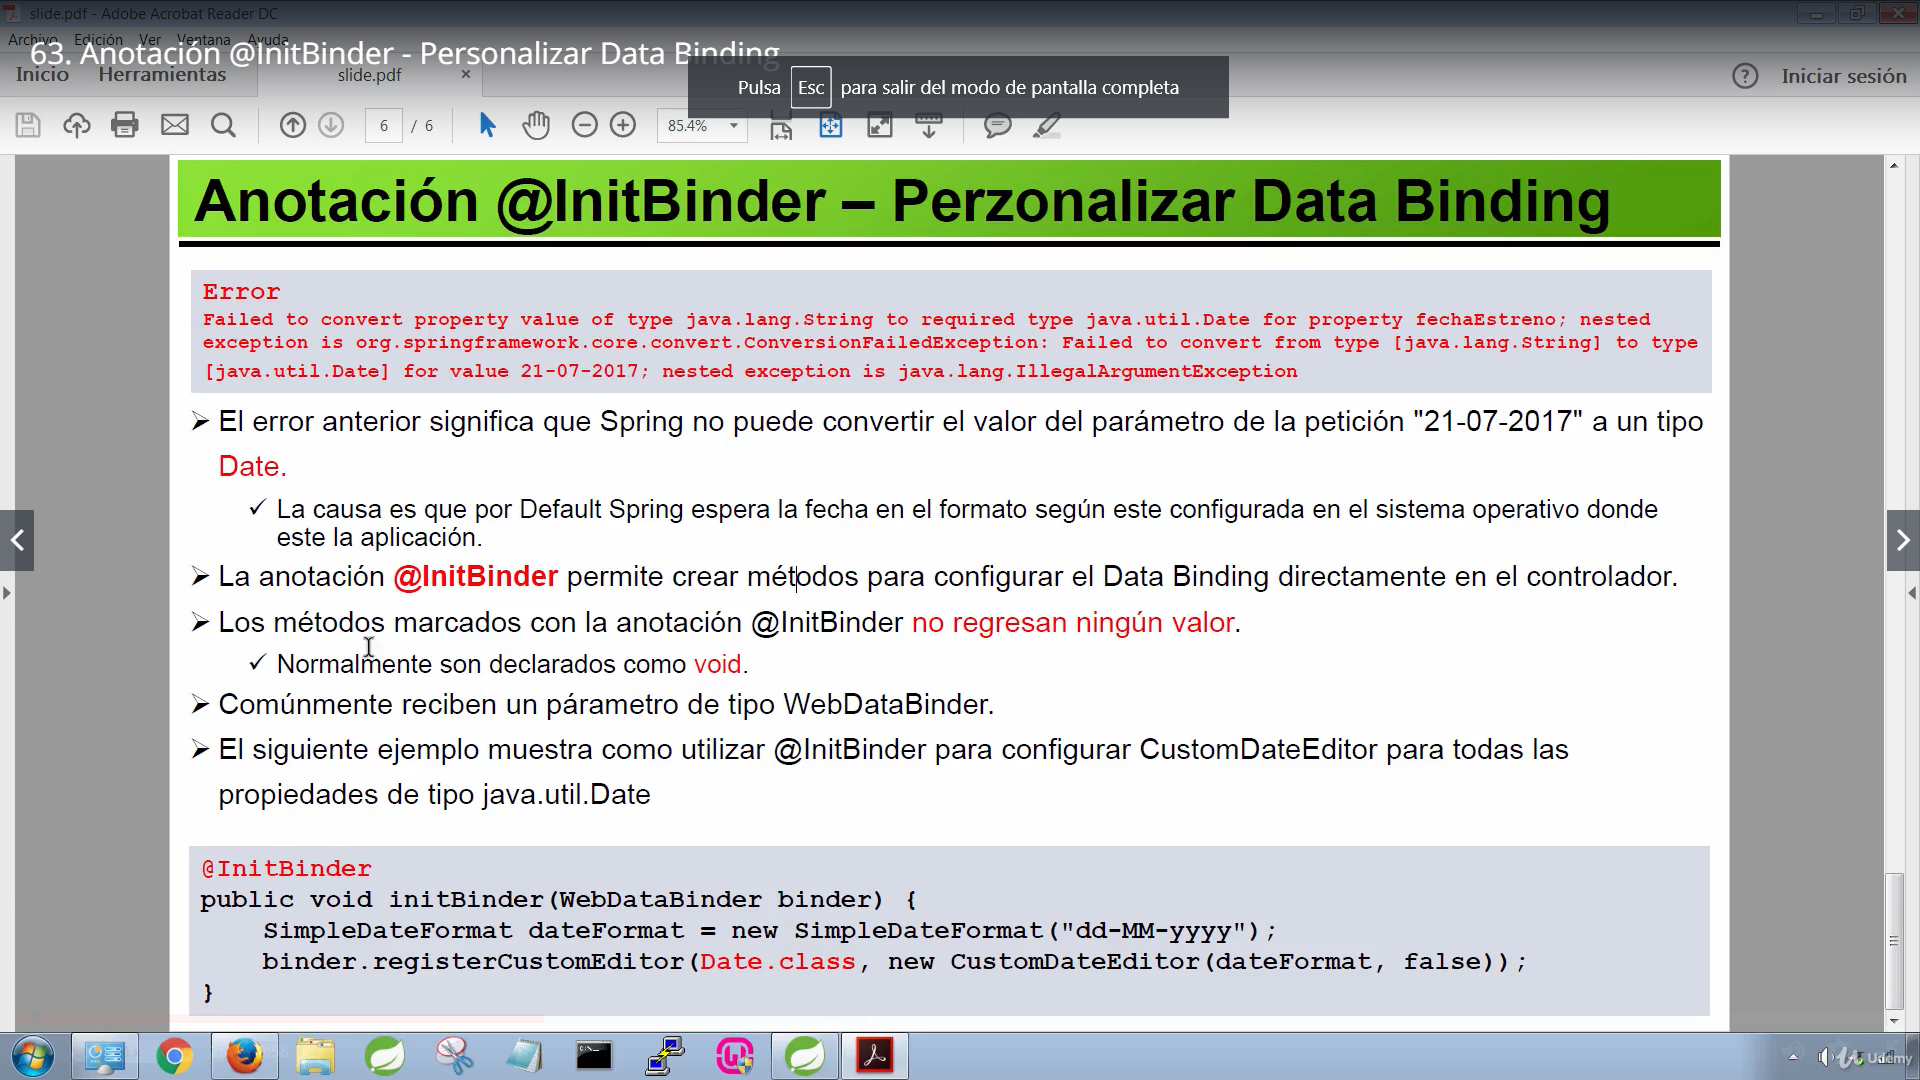 slide.pdf - Adobe Acrobat Reader DC
Archivo Edición Ver Ventana Ayuda
63. Anotación @InitBinder - Personalizar Data Binding
Inicio Herramientas slide.pdf × Iniciar sesión
Pulsa Esc para salir del modo de pantalla completa
6 / 6 85.4%
Anotación @InitBinder – Perzonalizar Data Binding
Error
Failed to convert property value of type java.lang.String to required type java.util.Date for property fechaEstreno; nested
exception is org.springframework.core.convert.ConversionFailedException: Failed to convert from type [java.lang.String] to type
[java.util.Date] for value 21-07-2017; nested exception is java.lang.IllegalArgumentException
➢ El error anterior significa que Spring no puede convertir el valor del parámetro de la petición "21-07-2017" a un tipo
Date.
✓ La causa es que por Default Spring espera la fecha en el formato según este configurada en el sistema operativo donde
este la aplicación.
➢ La anotación @InitBinder permite crear métodos para configurar el Data Binding directamente en el controlador.
➢ Los métodos marcados con la anotación @InitBinder no regresan ningún valor.
✓ Normalmente son declarados como void.
➢ Comúnmente reciben un párametro de tipo WebDataBinder.
➢ El siguiente ejemplo muestra como utilizar @InitBinder para configurar CustomDateEditor para todas las
propiedades de tipo java.util.Date
@InitBinder
public void initBinder(WebDataBinder binder) {
SimpleDateFormat dateFormat = new SimpleDateFormat("dd-MM-yyyy");
binder.registerCustomEditor(Date.class, new CustomDateEditor(dateFormat, false));
}
Udemy